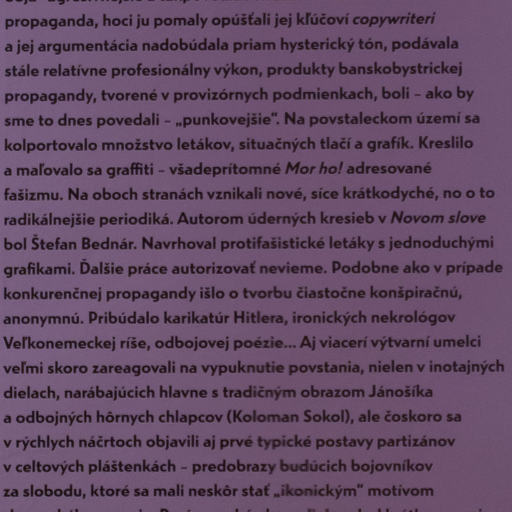 propaganda, hoci ju pomaly opúšťali jej kľúčoví copywriteri
a jej argumentácia nadobúdala priam hysterický tón, podávala
stále relatívne profesionálny výkon, produkty banskobystrickej
propagandy, tvorené v provizórnych podmienkach, boli – ako by
sme to dnes povedali – „punkovejšie“. Na povstaleckom území sa
kolportovalo množstvo letákov, situačných tlačí a grafík. Kreslilo
a maľovalo sa graffiti – všadeprítomné Mor ho! adresované
fašizmu. Na oboch stranách vznikali nové, síce krátkodyché, no o to
radikálnejšie periodiká. Autorom úderných kresieb v Novom slove
bol Štefan Bednár. Navrhoval protifašistické letáky s jednoduchými
grafikami. Ďalšie práce autorizovať nevieme. Podobne ako v prípade
konkurenčnej propagandy išlo o tvorbu čiastočne konšpiračnú,
anonymnú. Pribúdalo karikatúr Hitlera, ironických nekrológov
Veľkonemeckej ríše, odbojovej poézie... Aj viacerí výtvarní umelci
veľmi skoro zareagovali na vypuknutie povstania, nielen v inotajných
dielach, narábajúcich hlavne s tradičným obrazom Jánošíka
a odbojných hôrnych chlapcov (Koloman Sokol), ale čoskoro sa
v rýchlych náčrtoch objavili aj prvé typické postavy partizánov
v celtových pláštenkách – predobrazy budúcich bojovníkov
za slobodu, ktoré sa mali neskôr stať „ikonickým“ motívom